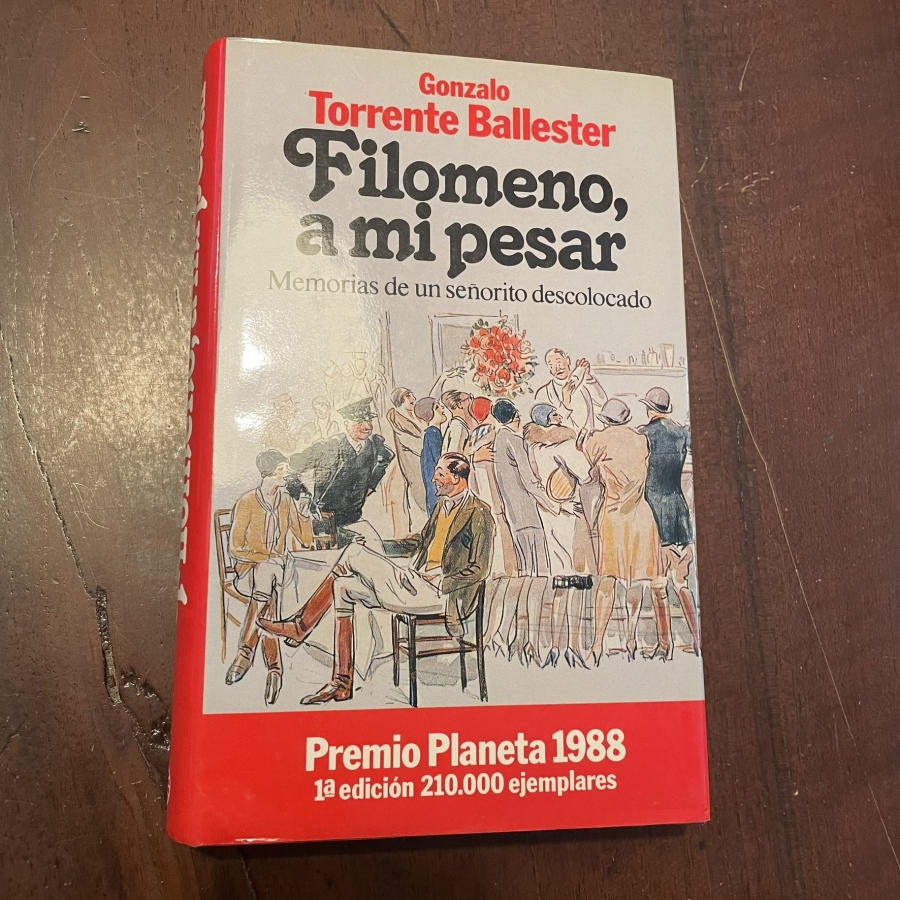 Gonzalo
Torrente Ballester
Filomeno,
a mi pesar
Memorias de un señorito descolocado
Premio Planeta 1988
1ª edición 210.000 ejemplares